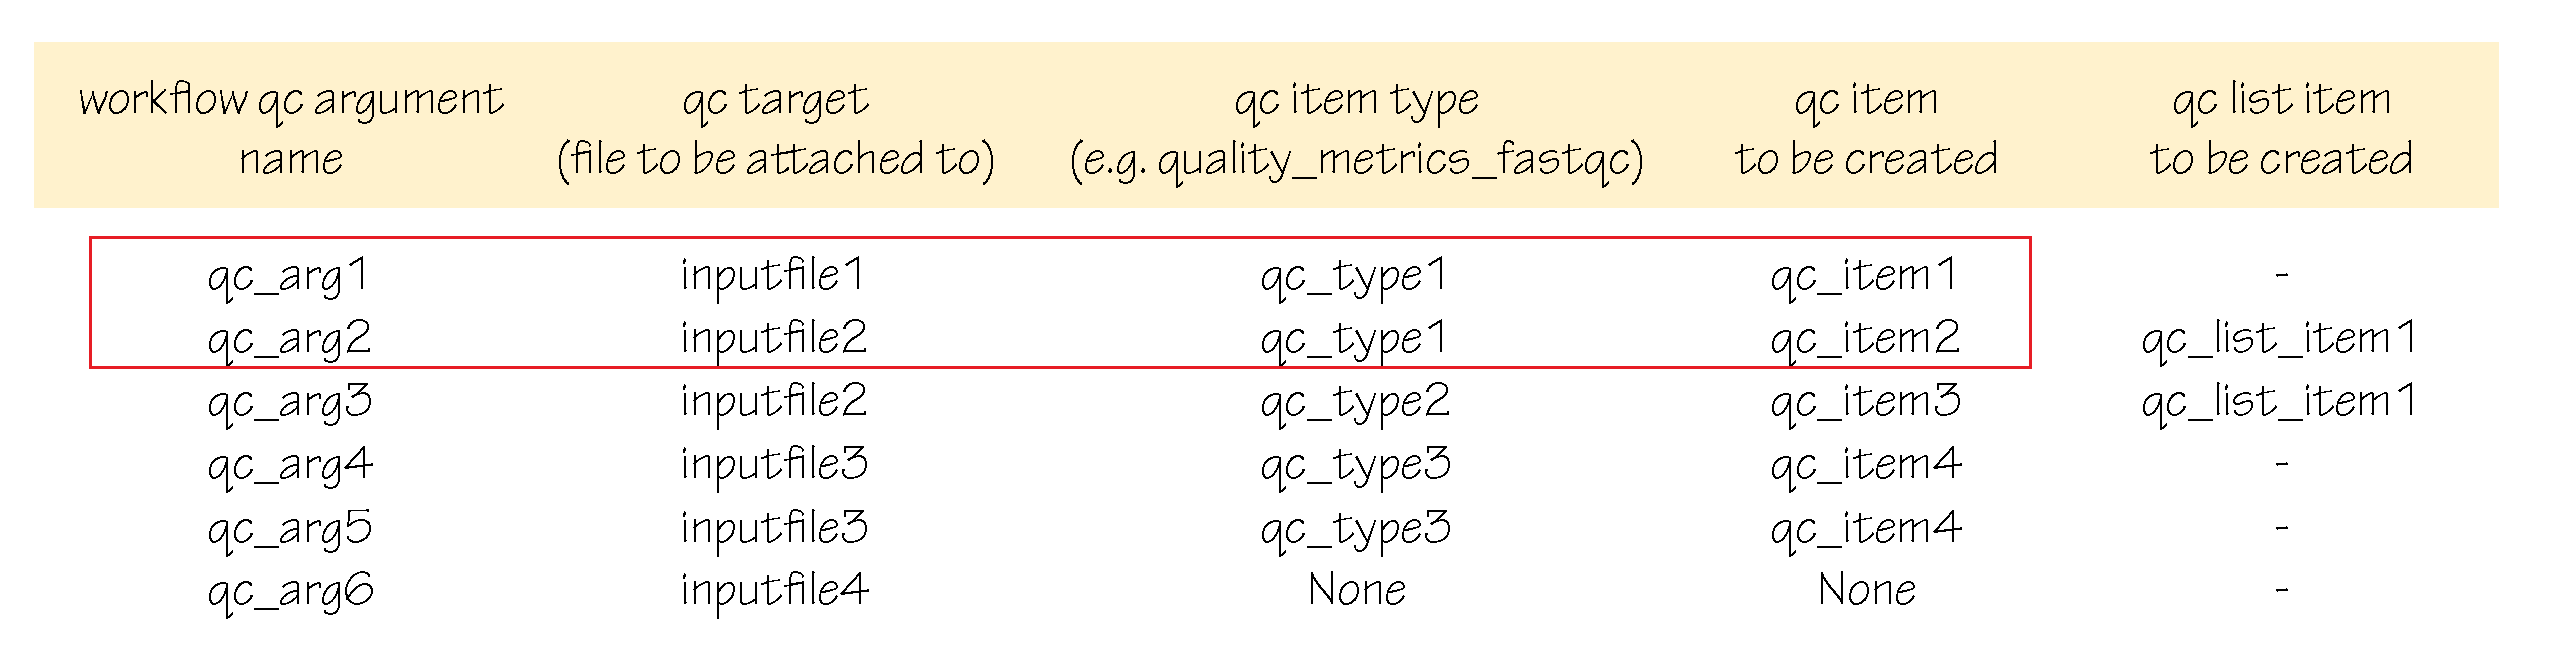 workflow qc argument name qc target (file to be attached to) qc item type (e.g. quality_metrics_fastqc) qc item to be created qc list item to be created
qc_arg1 inputfile1 qc_type1 qc_item1 -
qc_arg2 inputfile2 qc_type1 qc_item2 qc_list_item1
qc_arg3 inputfile2 qc_type2 qc_item3 qc_list_item1
qc_arg4 inputfile3 qc_type3 qc_item4 -
qc_arg5 inputfile3 qc_type3 qc_item4 -
qc_arg6 inputfile4 None None -